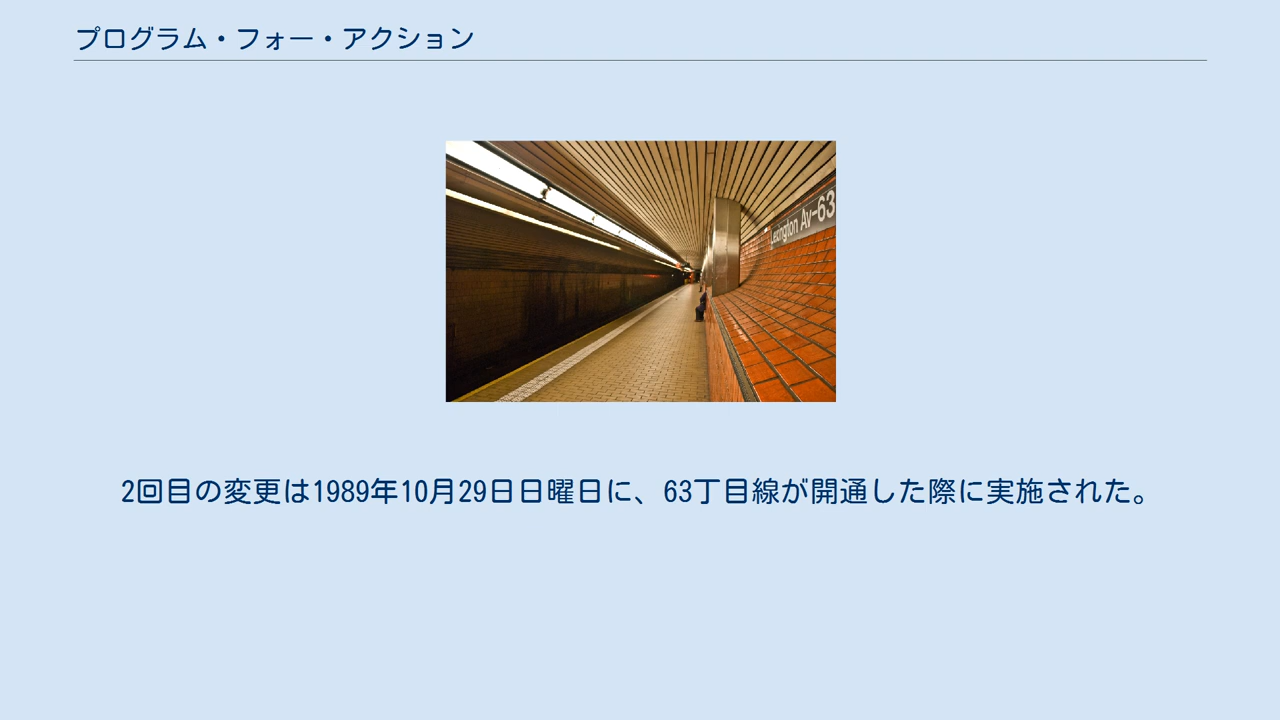 プログラム・フォー・アクション
Lexington Av-63
2回目の変更は1989年10月29日日曜日に、63丁目線が開通した際に実施された。